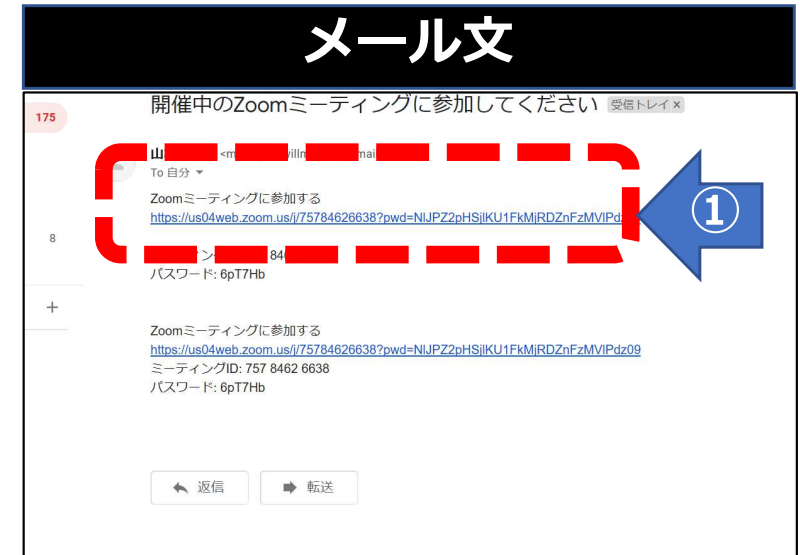 メール文
175
開催中のZoomミーティングに参加してください 受信トレイ x
山
To 自分
Zoomミーティングに参加する
https://us04web.zoom.us/j/75784626638?pwd=NlJPZ2pHSjlKU1FkMjRDZnFzMVlPdz
①
8
パスワード: 6pT7Hb
+
Zoomミーティングに参加する
https://us04web.zoom.us/j/75784626638?pwd=NlJPZ2pHSjlKU1FkMjRDZnFzMVlPdz09
ミーティングID: 757 8462 6638
パスワード: 6pT7Hb
返信 転送